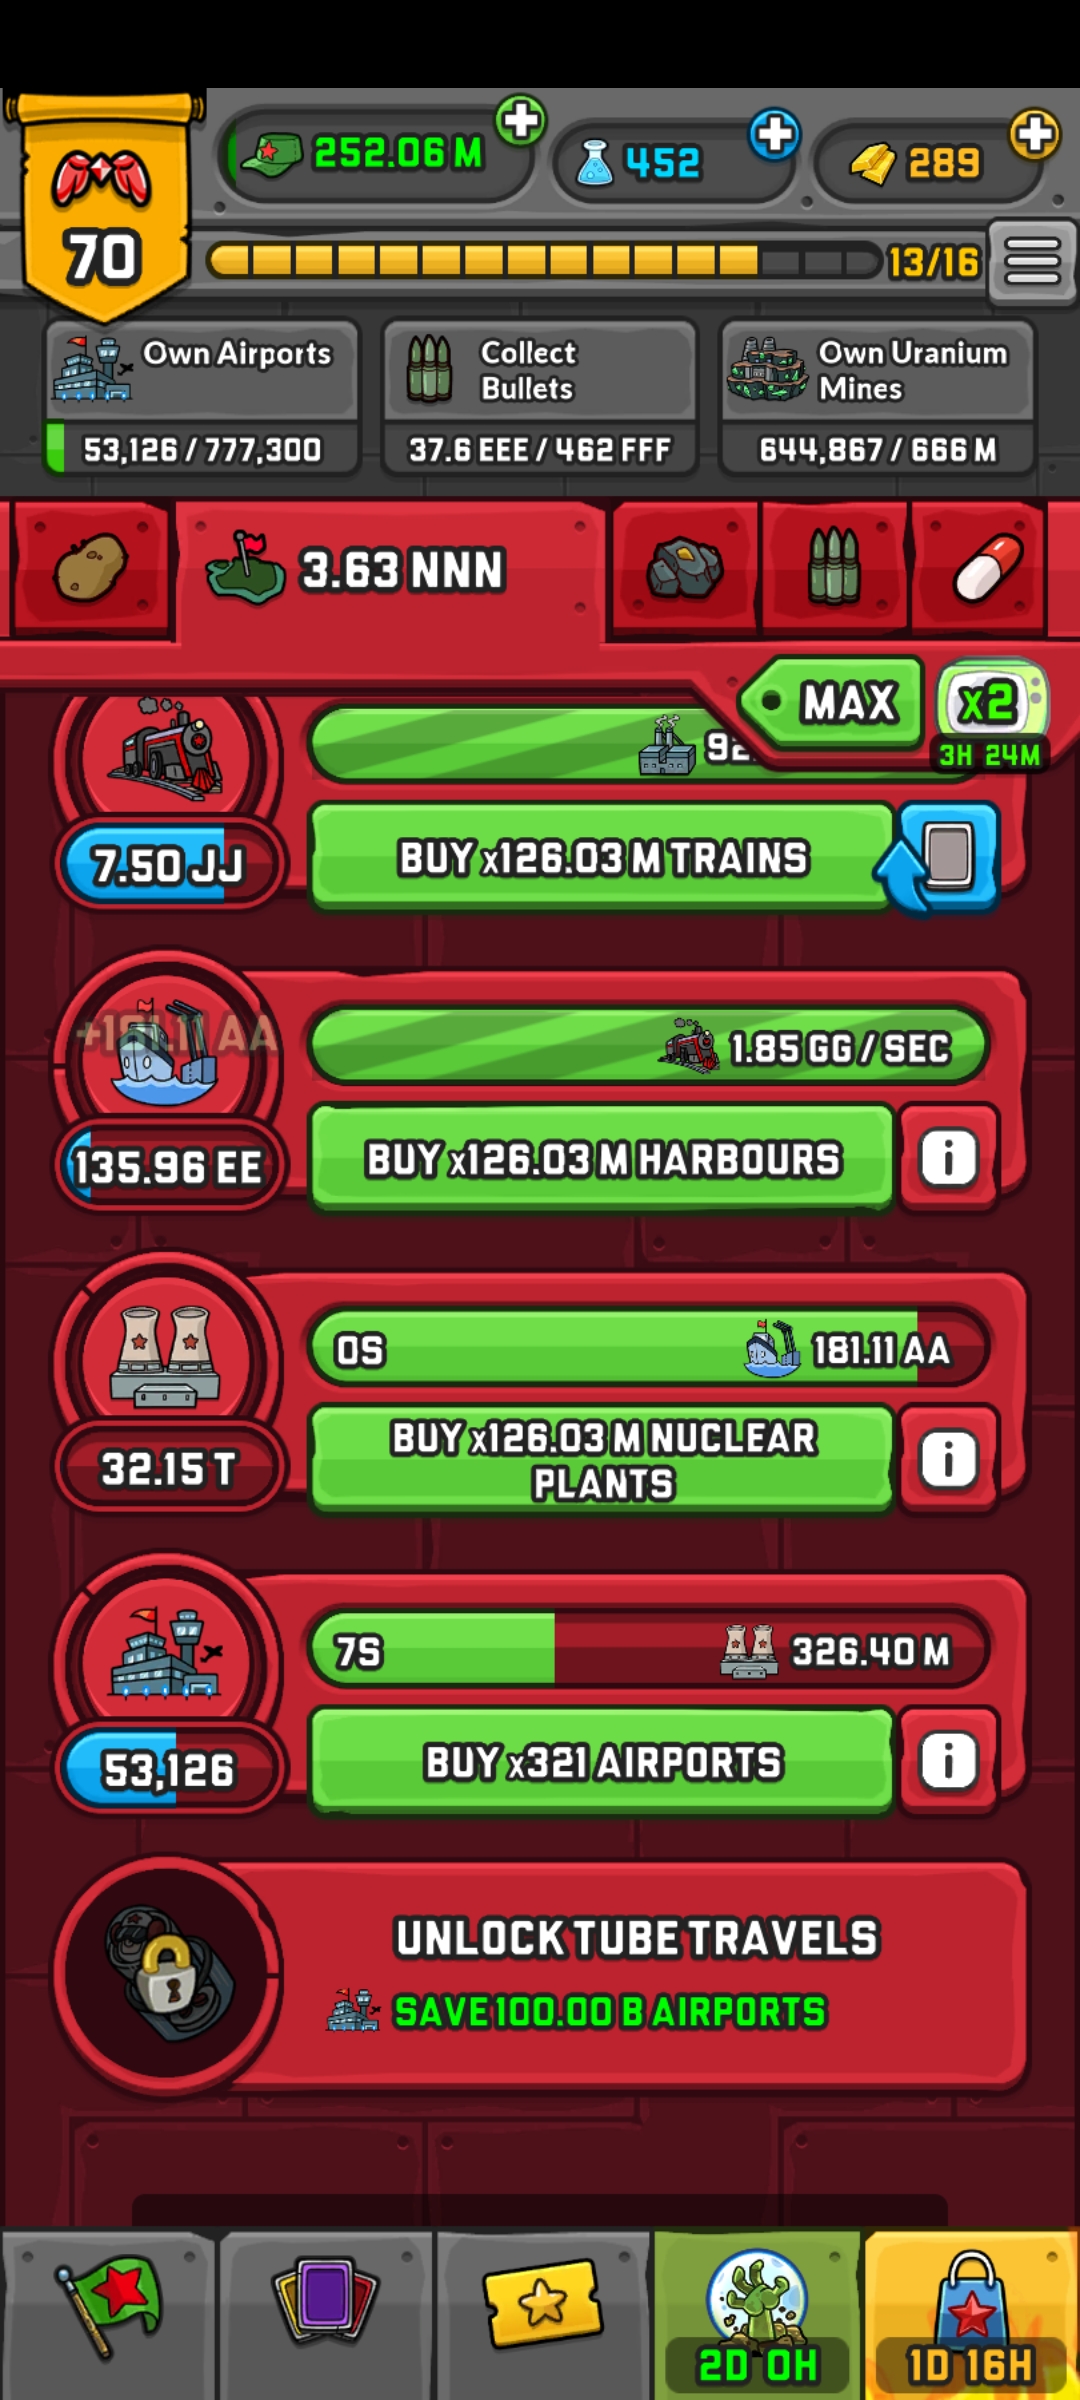 252.06 M
452
289
70
13/16
Own Airports
53,126 / 777,300
Collect
Bullets
37.6 EEE / 462 FFF
Own Uranium
Mines
644,867 / 666 M
3.63 NNN
MAX
x2
3H 24M
92
7.50 JJ
BUY x126.03 M TRAINS
+181.11 AA
1.85 GG / SEC
135.96 EE
BUY x126.03 M HARBOURS
0S
181.11 AA
32.15 T
BUY x126.03 M NUCLEAR
PLANTS
7S
326.40 M
53,126
BUY x321 AIRPORTS
UNLOCK TUBE TRAVELS
SAVE 100.00 B AIRPORTS
2D 0H
1D 16H